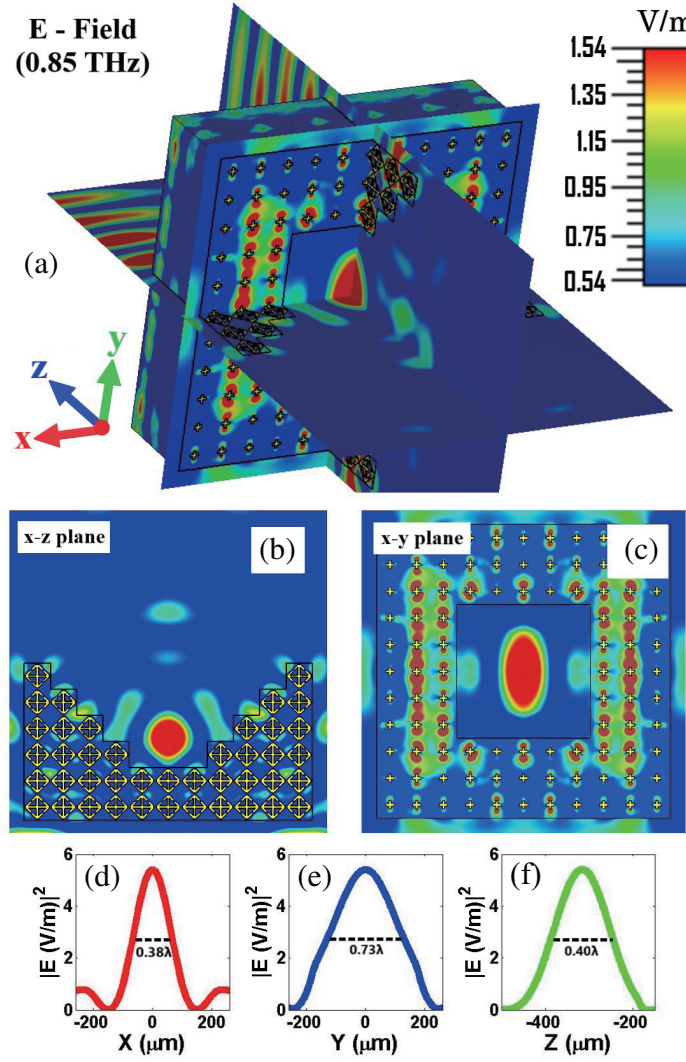 E - Field
(0.85 THz)
V/m
1.54
1.35
1.15
0.95
0.75
0.54
(a)
y
z
x
x-z plane
(b)
x-y plane
(c)
(d)
(e)
(f)
6
4
2
0
|E (V/m)|²
0.38λ
-200
0
200
X (μm)
6
4
2
0
|E (V/m)|²
0.73λ
-200
0
200
Y (μm)
6
4
2
0
|E (V/m)|²
0.40λ
-400
-200
Z (μm)